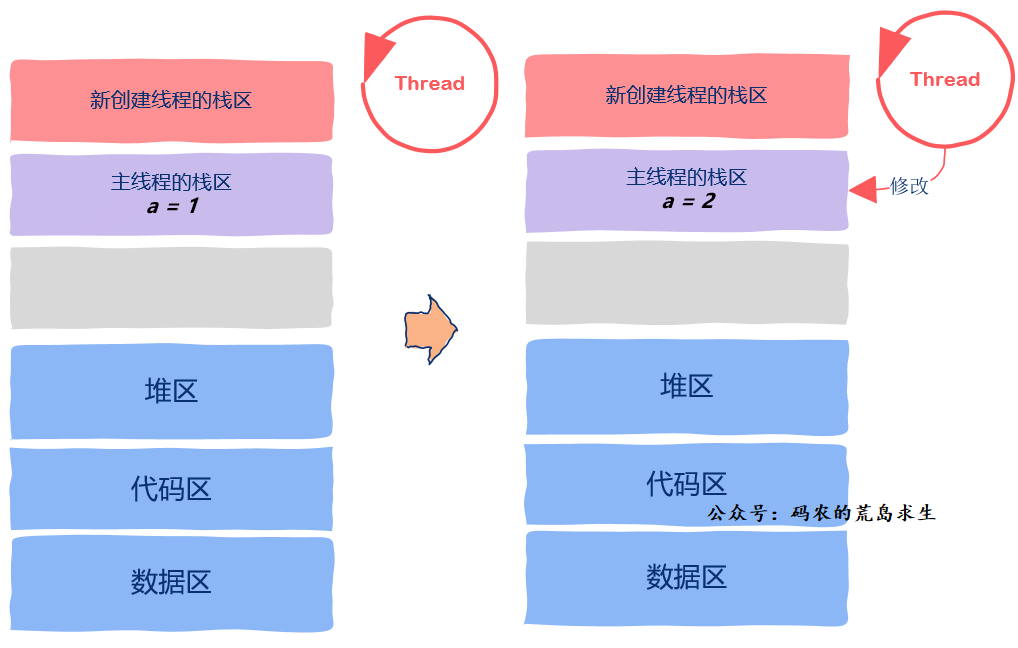 Thread
新创建线程的栈区
主线程的栈区
a = 1
堆区
代码区
数据区
Thread
新创建线程的栈区
主线程的栈区
a = 2
修改
堆区
代码区
公众号：码农的荒岛求生
数据区